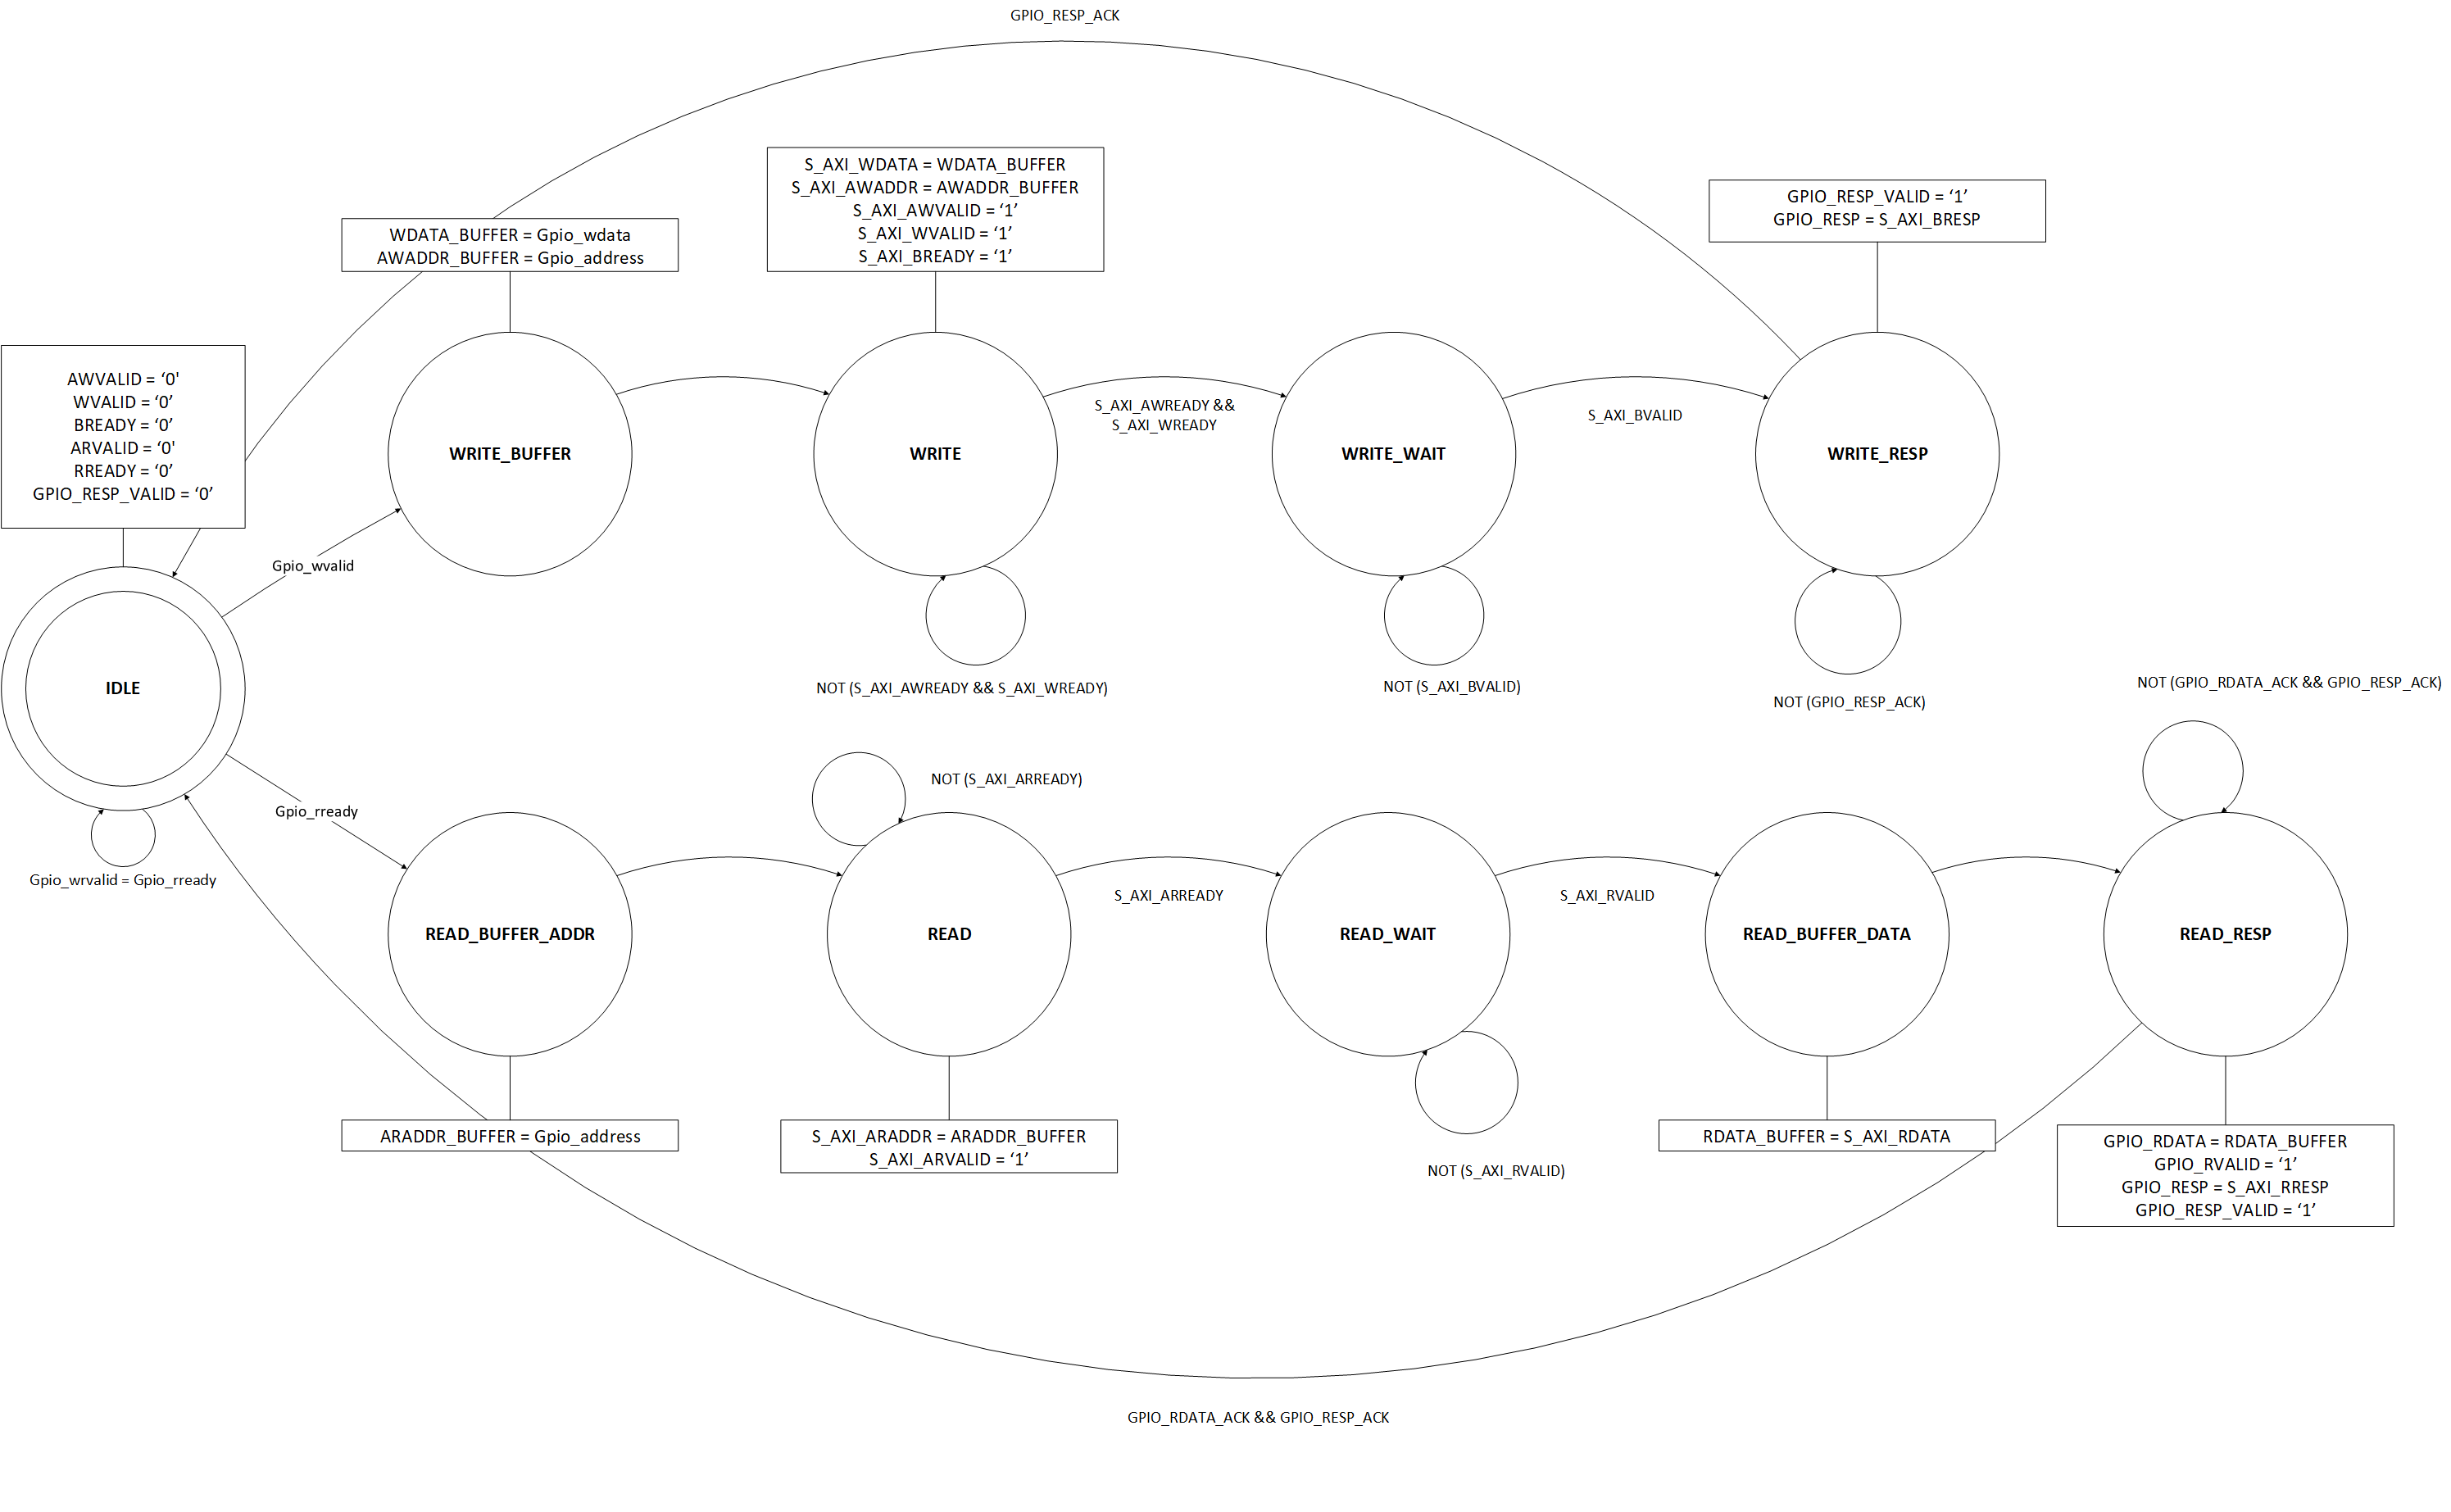 GPIO_RESP_ACK
S_AXI_WDATA = WDATA_BUFFER
S_AXI_AWADDR = AWADDR_BUFFER
S_AXI_AWVALID = ‘1’
S_AXI_WVALID = ‘1’
S_AXI_BREADY = ‘1’
GPIO_RESP_VALID = ‘1’
GPIO_RESP = S_AXI_BRESP
WDATA_BUFFER = Gpio_wdata
AWADDR_BUFFER = Gpio_address
AWVALID = ‘0'
WVALID = ‘0’
BREADY = ‘0’
ARVALID = ‘0'
RREADY = ‘0’
GPIO_RESP_VALID = ‘0’
WRITE_BUFFER
WRITE
S_AXI_AWREADY &&
S_AXI_WREADY
WRITE_WAIT
S_AXI_BVALID
WRITE_RESP
Gpio_wvalid
IDLE
NOT (S_AXI_AWREADY && S_AXI_WREADY)
NOT (S_AXI_BVALID)
NOT (GPIO_RESP_ACK)
NOT (GPIO_RDATA_ACK && GPIO_RESP_ACK)
NOT (S_AXI_ARREADY)
Gpio_rready
Gpio_wrvalid = Gpio_rready
READ_BUFFER_ADDR
READ
S_AXI_ARREADY
READ_WAIT
S_AXI_RVALID
READ_BUFFER_DATA
READ_RESP
ARADDR_BUFFER = Gpio_address
S_AXI_ARADDR = ARADDR_BUFFER
S_AXI_ARVALID = ‘1’
NOT (S_AXI_RVALID)
RDATA_BUFFER = S_AXI_RDATA
GPIO_RDATA = RDATA_BUFFER
GPIO_RVALID = ‘1’
GPIO_RESP = S_AXI_RRESP
GPIO_RESP_VALID = ‘1’
GPIO_RDATA_ACK && GPIO_RESP_ACK